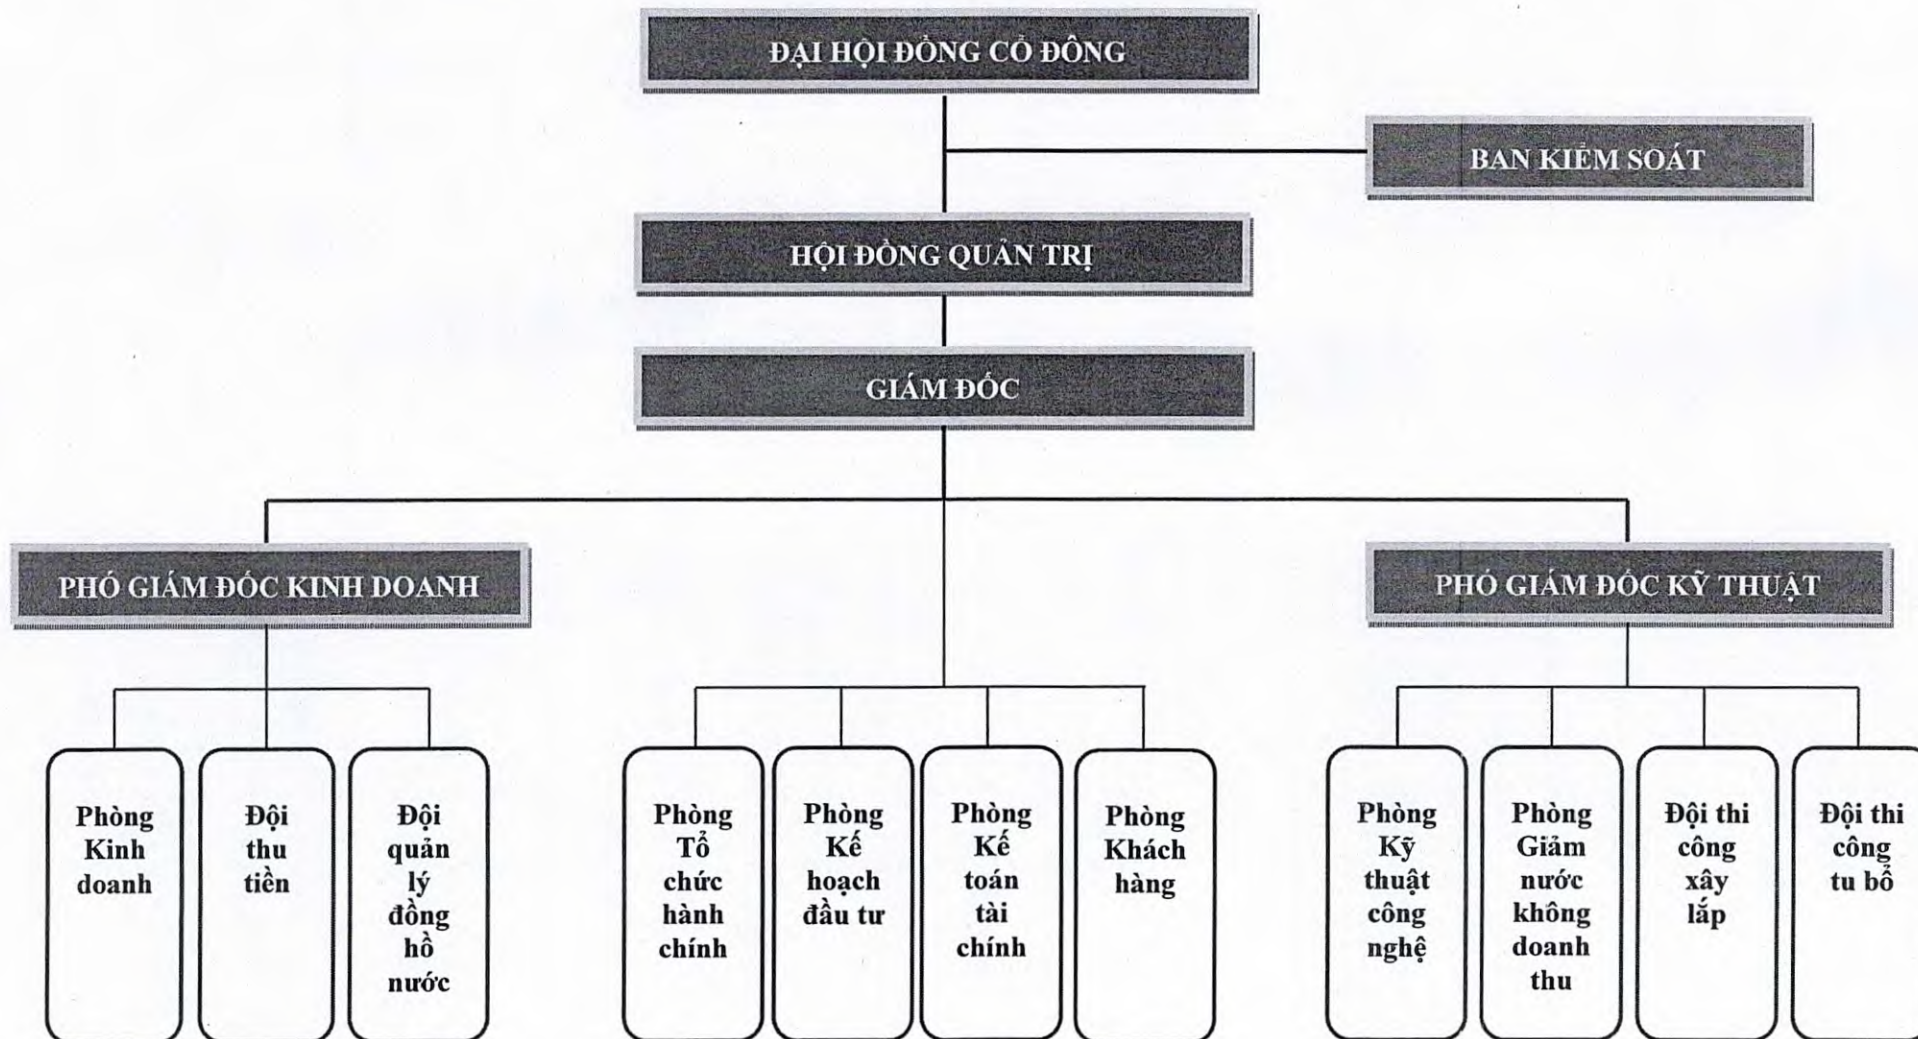 ĐẠI HỘI ĐỒNG CỔ ĐÔNG
BAN KIỂM SOÁT
HỘI ĐỒNG QUẢN TRỊ
GIÁM ĐỐC
PHÓ GIÁM ĐỐC KINH DOANH
PHÓ GIÁM ĐỐC KỸ THUẬT
Phòng
Kinh
doanh
Đội
thu
tiền
Đội
quản
lý
đồng
hồ
nước
Phòng
Tổ
chức
hành
chính
Phòng
Kế
hoạch
đầu tư
Phòng
Kế
toán
tài
chính
Phòng
Khách
hàng
Phòng
Kỹ
thuật
công
nghệ
Phòng
Giảm
nước
không
doanh
thu
Đội thi
công
xây
lắp
Đội thi
công
tu bổ